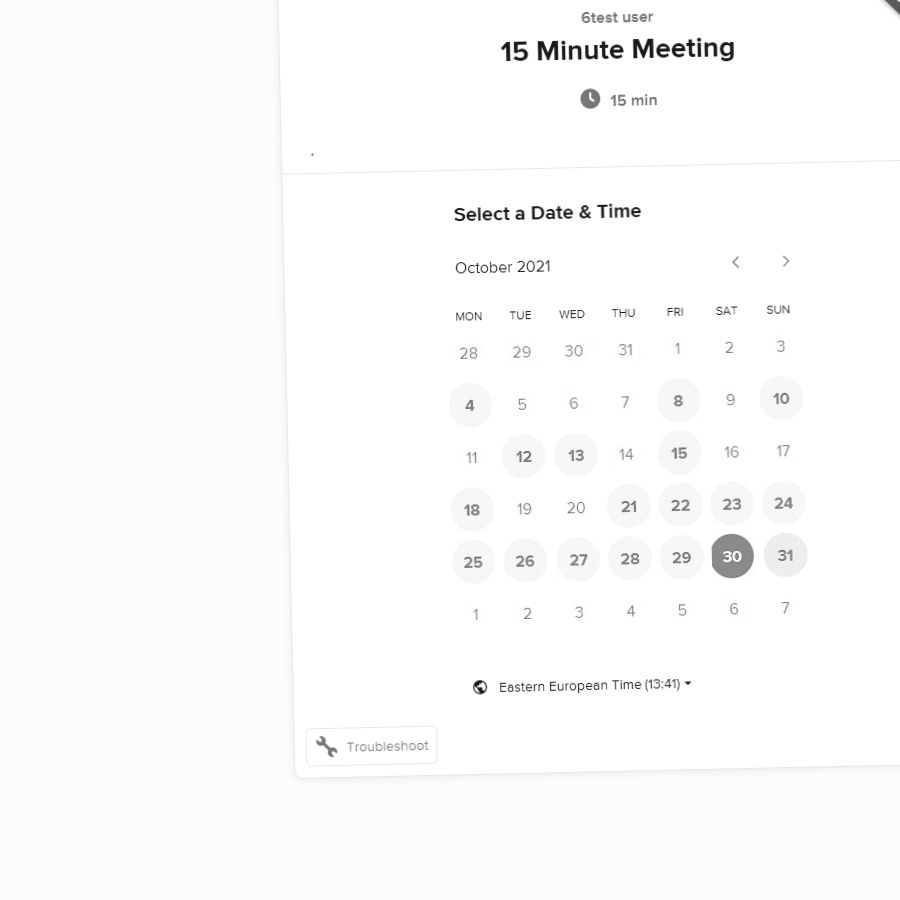 6test user
15 Minute Meeting
15 min
.
Select a Date & Time
October 2021
MON TUE WED THU FRI SAT SUN
28 29 30 31 1 2 3
4 5 6 7 8 9 10
11 12 13 14 15 16 17
18 19 20 21 22 23 24
25 26 27 28 29 30 31
1 2 3 4 5 6 7
Eastern European Time (13:41)
Troubleshoot